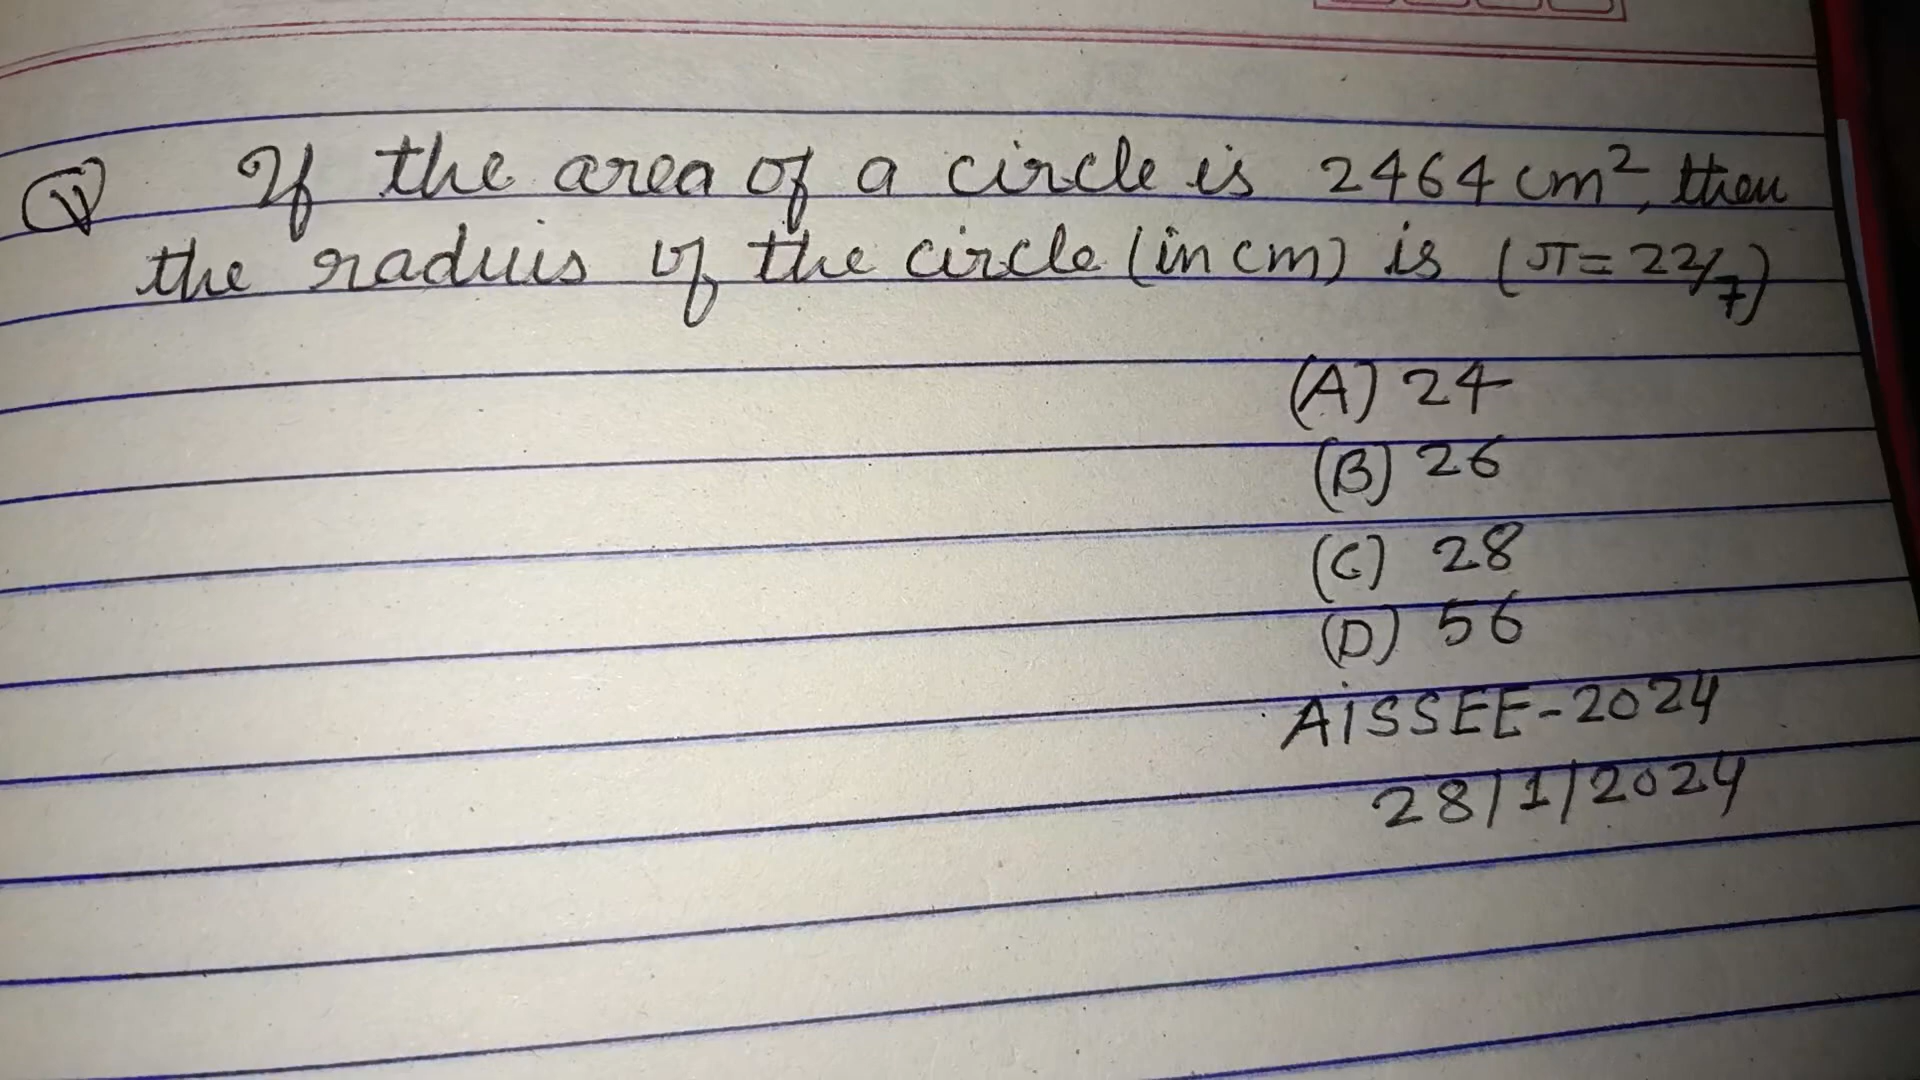 Q If the area of a circle is 2464 cm², then
the radius of the circle (in cm) is (π = 22/7)
(A) 24
(B) 26
(C) 28
(D) 56
AISSEE-2024
28/1/2024